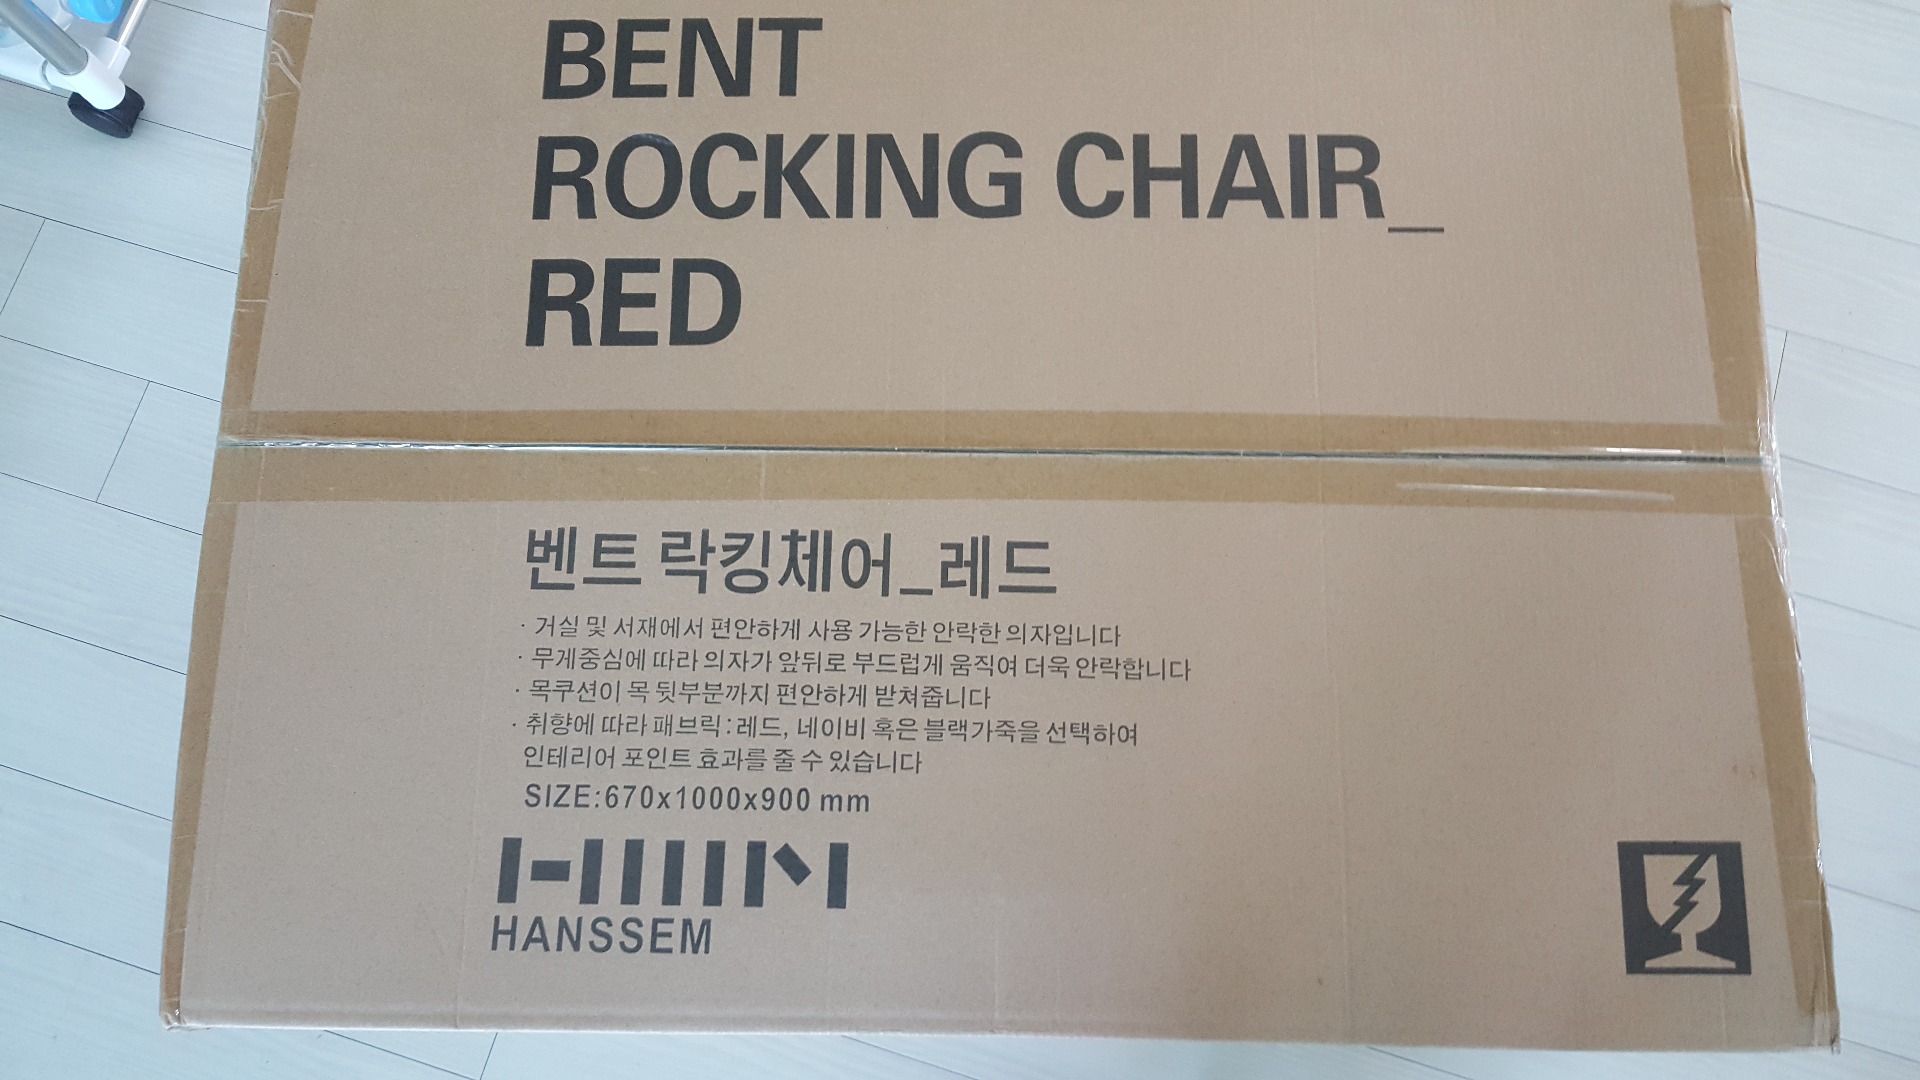 BENT
ROCKING CHAIR_
RED
벤트 락킹체어_레드
· 거실 및 서재에서 편안하게 사용 가능한 안락한 의자입니다
· 무게중심에 따라 의자가 앞뒤로 부드럽게 움직여 더욱 안락합니다
· 목쿠션이 목 뒷부분까지 편안하게 받쳐줍니다
· 취향에 따라 패브릭:레드, 네이비 혹은 블랙가죽을 선택하여
인테리어 포인트 효과를 줄 수 있습니다
SIZE:670x1000x900 mm
HANSSEM